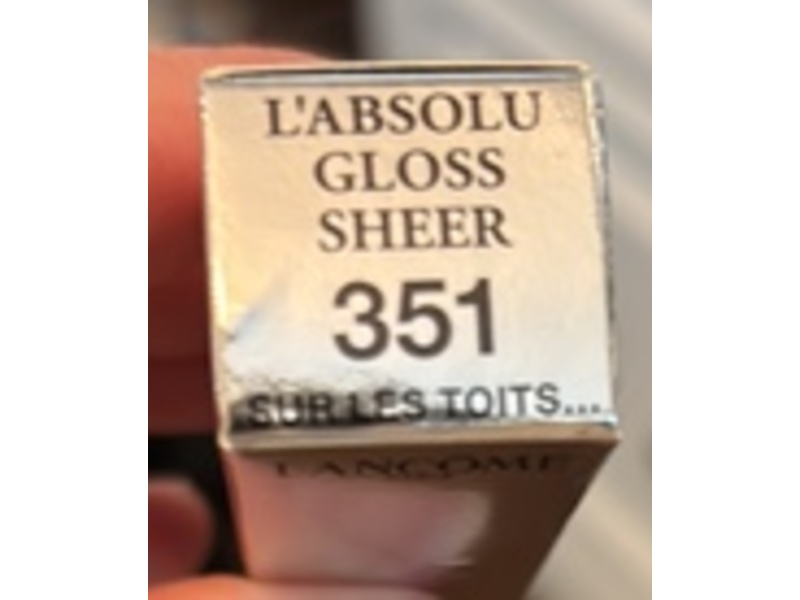 L'ABSOLU
GLOSS
SHEER
351
SUR LES TOITS...
LANCOME